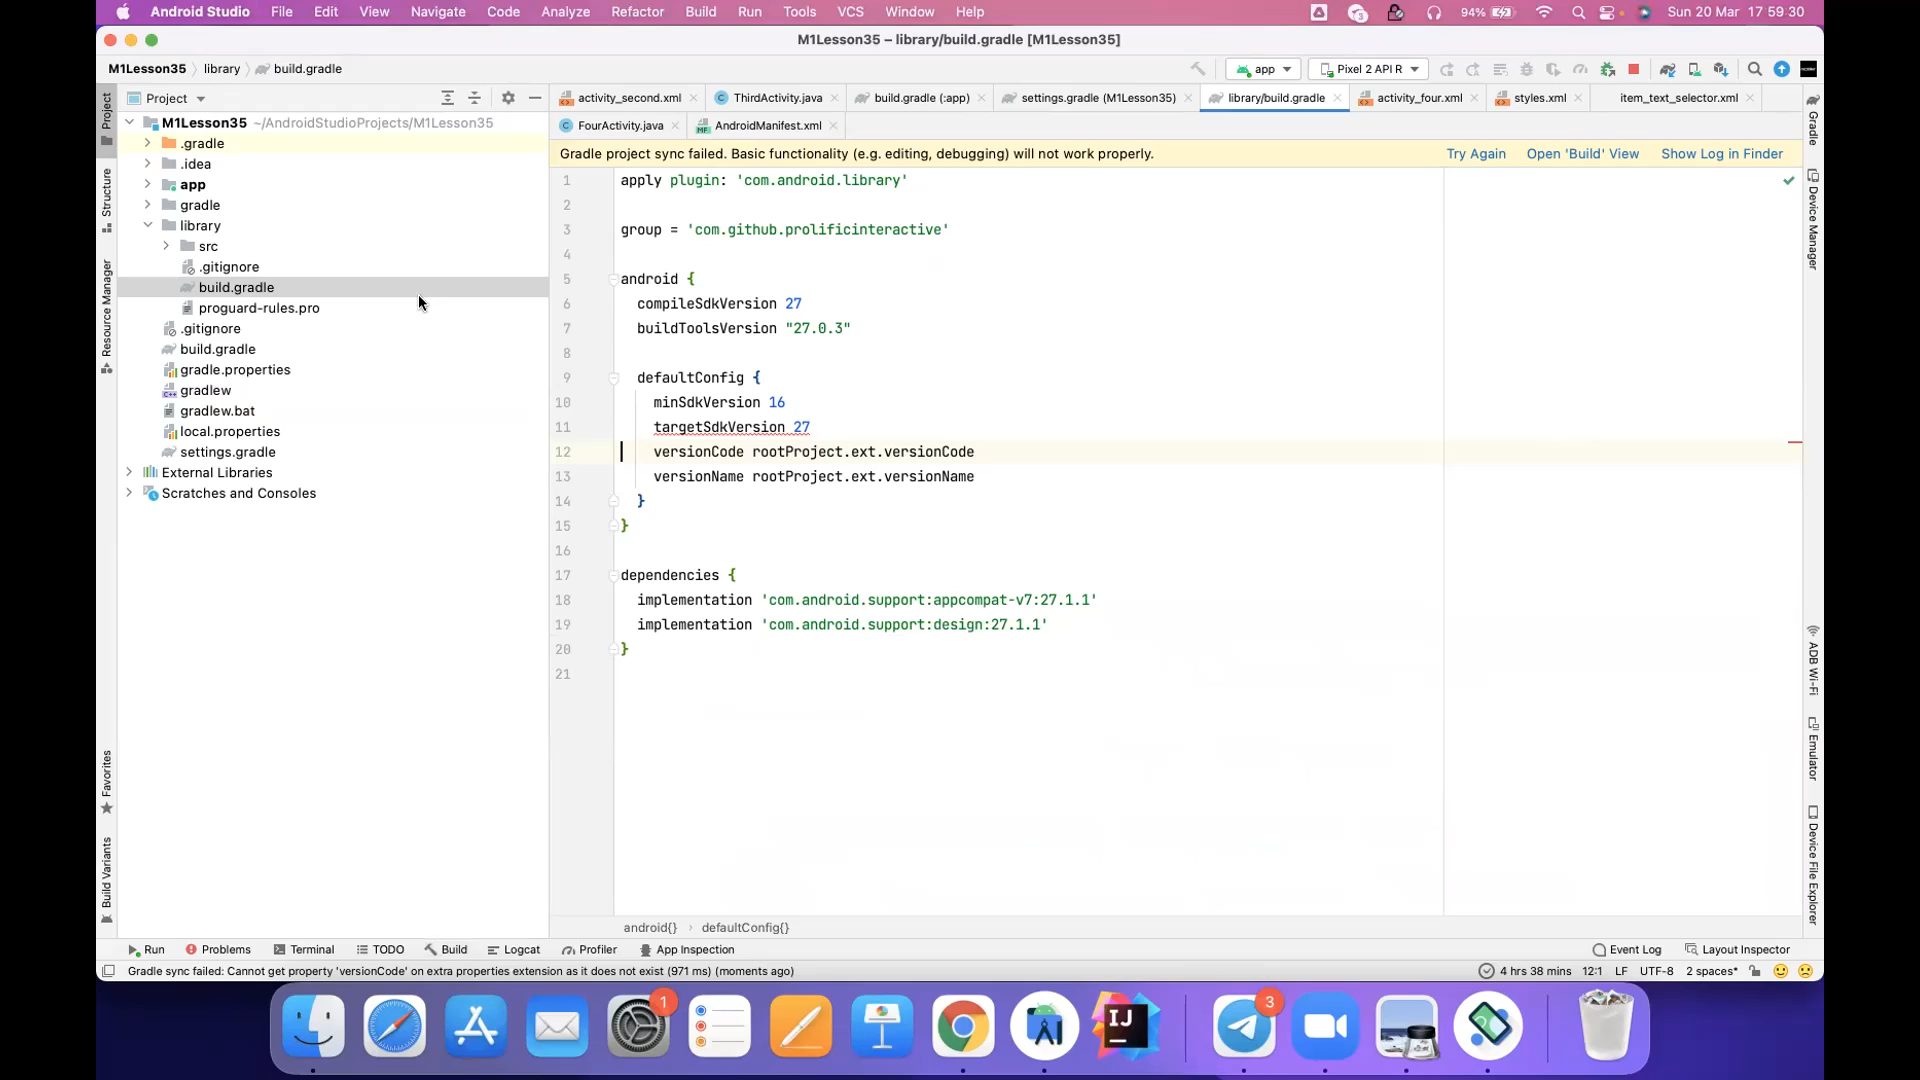 Android Studio File Edit View Navigate Code Analyze Refactor Build Run Tools VCS Window Help 3 94% Sun 20 Mar 17 59 30
M1Lesson35 – library/build.gradle [M1Lesson35]
M1Lesson35 library build.gradle app Pixel 2 API R
Project activity_second.xml ThirdActivity.java build.gradle (:app) settings.gradle (M1Lesson35) library/build.gradle activity_four.xml styles.xml item_text_selector.xml
FourActivity.java MF AndroidManifest.xml
Gradle project sync failed. Basic functionality (e.g. editing, debugging) will not work properly. Try Again Open 'Build' View Show Log in Finder
M1Lesson35 ~/AndroidStudioProjects/M1Lesson35
.gradle
.idea
app
gradle
library
src
.gitignore
build.gradle
proguard-rules.pro
.gitignore
build.gradle
gradle.properties
gradlew
gradlew.bat
local.properties
settings.gradle
External Libraries
Scratches and Consoles
1 apply plugin: 'com.android.library'
2
3 group = 'com.github.prolificinteractive'
4
5 android {
6 compileSdkVersion 27
7 buildToolsVersion "27.0.3"
8
9 defaultConfig {
10 minSdkVersion 16
11 targetSdkVersion 27
12 versionCode rootProject.ext.versionCode
13 versionName rootProject.ext.versionName
14 }
15 }
16
17 dependencies {
18 implementation 'com.android.support:appcompat-v7:27.1.1'
19 implementation 'com.android.support:design:27.1.1'
20 }
21
android{} › defaultConfig{}
Project
Structure
Resource Manager
Favorites
Build Variants
Gradle
Device Manager
ADB Wi-Fi
Emulator
Device File Explorer
Run Problems Terminal TODO Build Logcat Profiler App Inspection Event Log Layout Inspector
Gradle sync failed: Cannot get property 'versionCode' on extra properties extension as it does not exist (971 ms) (moments ago) 4 hrs 38 mins 12:1 LF UTF-8 2 spaces*
1 IJ 3